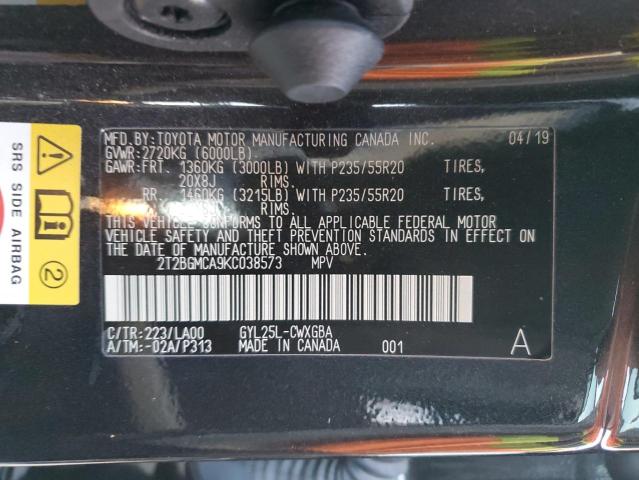 MFD.BY:TOYOTA MOTOR MANUFACTURING CANADA INC. 04/19
GVWR:2720KG (6000LB)
GAWR:FRT. 1360KG (3000LB) WITH P235/55R20 TIRES,
20X8J RIMS.
RR. 1460KG (3215LB) WITH P235/55R20 TIRES,
RIMS.
THIS VEHICLE CONFORMS TO ALL APPLICABLE FEDERAL MOTOR
VEHICLE SAFETY AND THEFT PREVENTION STANDARDS IN EFFECT ON
THE DATE OF MANUFACTURE SHOWN ABOVE.
2T2BGMCA9KC038573 MPV
C/TR:223/LA00 GYL25L-CWXGBA
A/TM:-02A/P313 MADE IN CANADA 001 A
SRS SIDE AIRBAG
2